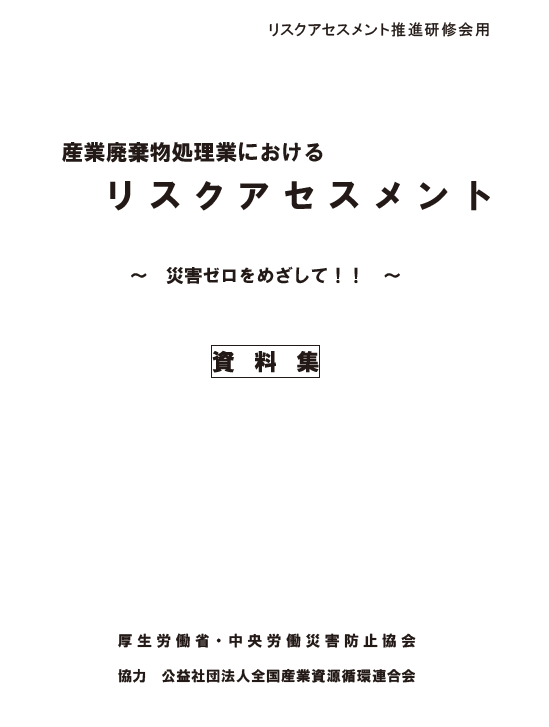 リスクアセスメント推進研修会用
産業廃棄物処理業における
リスクアセスメント
～　災害ゼロをめざして！！　～
資　料　集
厚生労働省・中央労働災害防止協会
協力　公益社団法人全国産業資源循環連合会